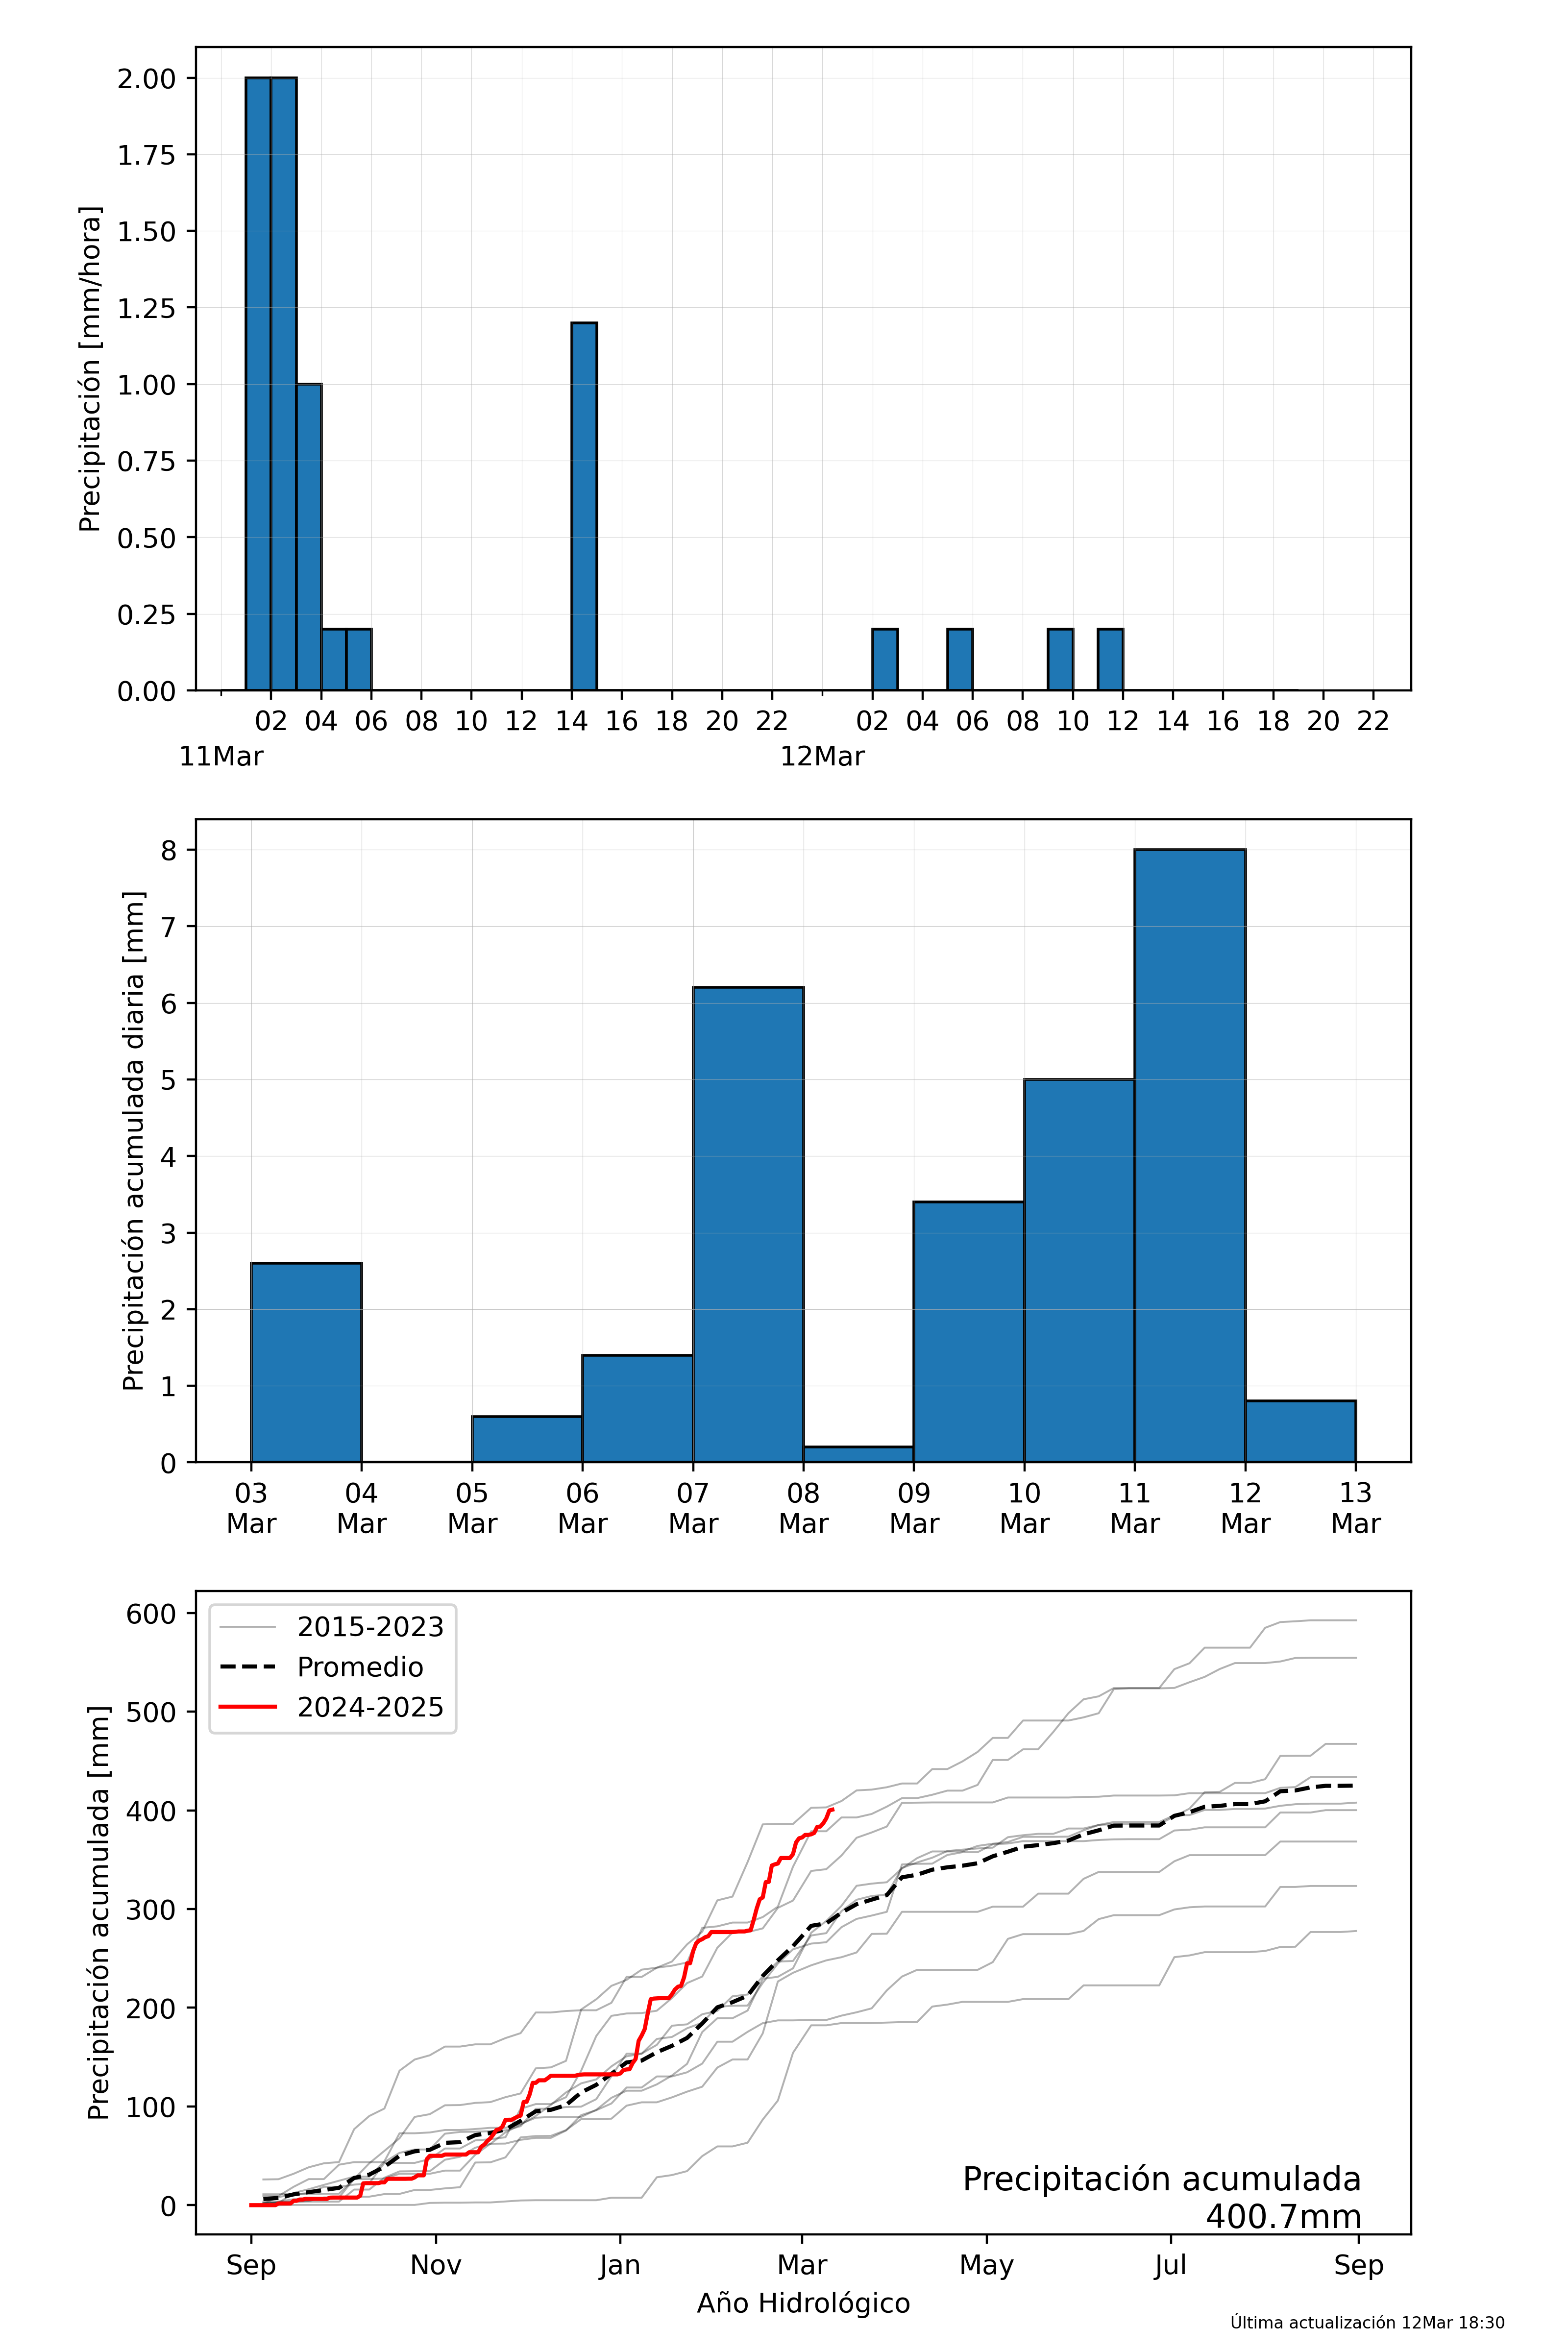 Precipitación [mm/hora]
2.00
1.75
1.50
1.25
1.00
0.75
0.50
0.25
0.00
02 04 06 08 10 12 14 16 18 20 22 02 04 06 08 10 12 14 16 18 20 22
11Mar 12Mar
Precipitación acumulada diaria [mm]
8
7
6
5
4
3
2
1
0
03 04 05 06 07 08 09 10 11 12 13
Mar Mar Mar Mar Mar Mar Mar Mar Mar Mar Mar
Precipitación acumulada [mm]
600
500
400
300
200
100
0
2015-2023
Promedio
2024-2025
Precipitación acumulada
400.7mm
Sep Nov Jan Mar May Jul Sep
Año Hidrológico
Última actualización 12Mar 18:30